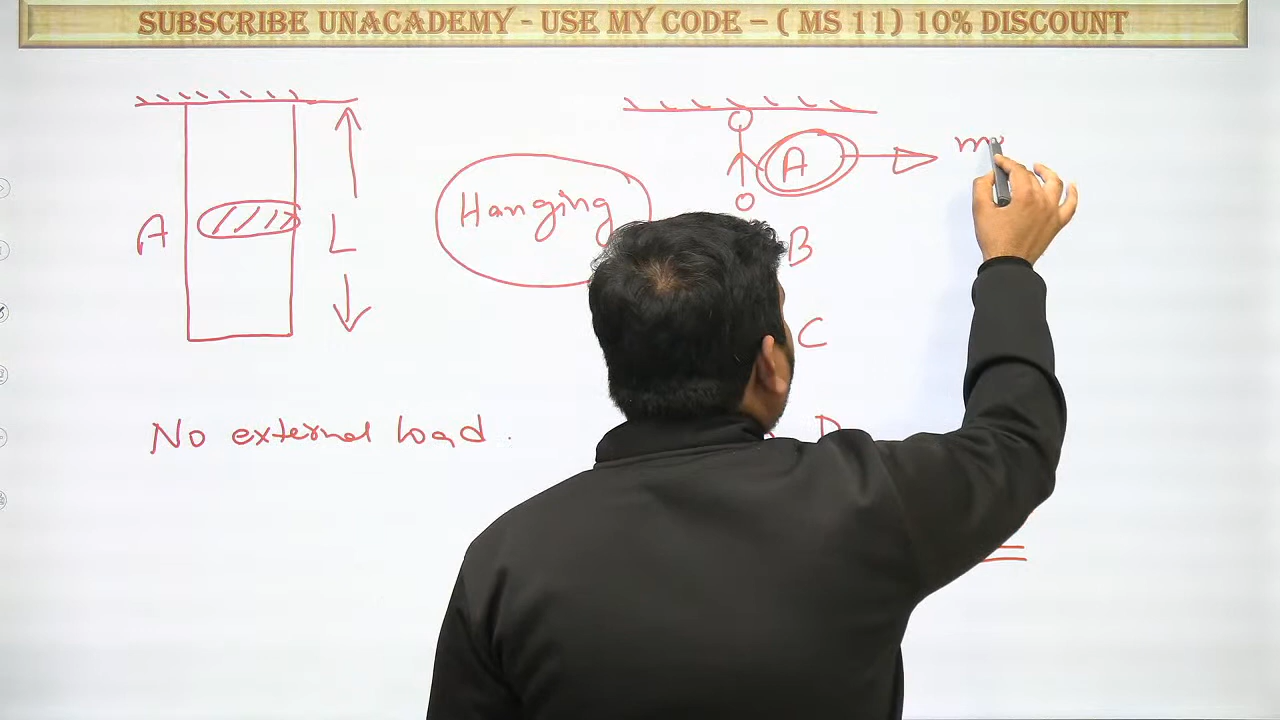 SUBSCRIBE UNACADEMY - USE MY CODE – ( MS 11) 10% DISCOUNT
A
L
Hanging
A
B
C
D
No external load.